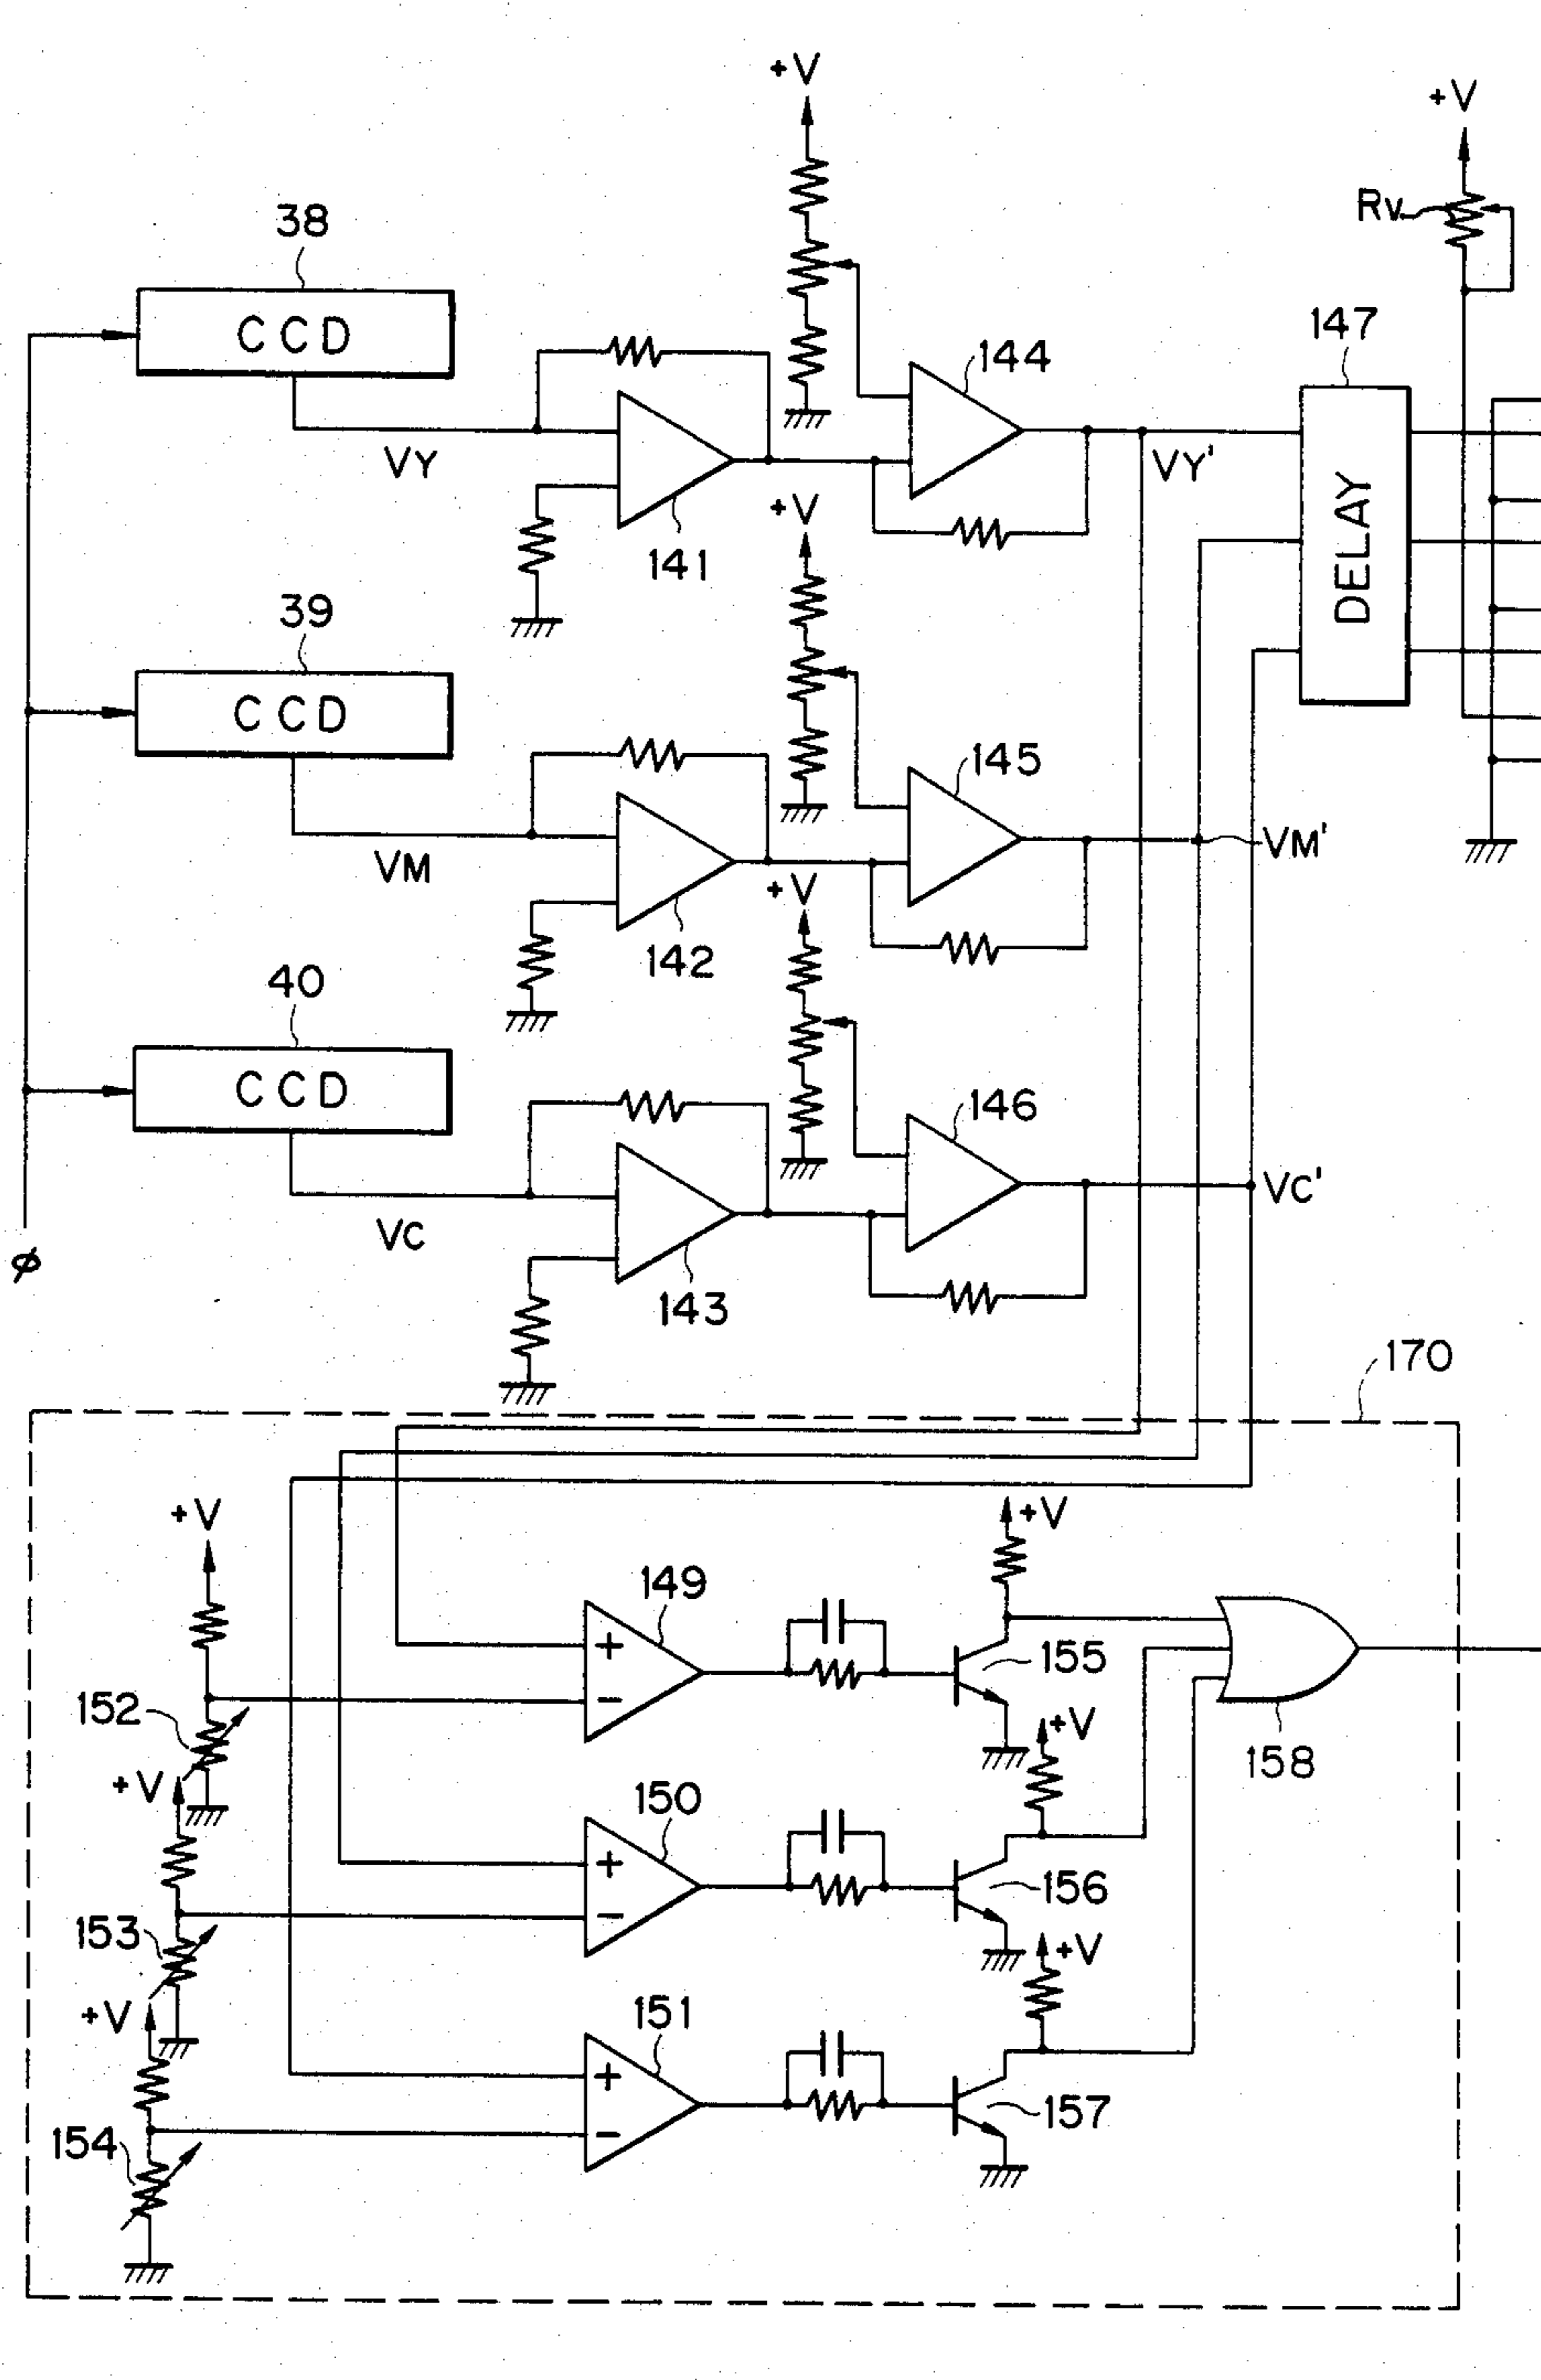 +V
+V
Rv
38
CCD
147
144
VY
VY'
DELAY
+V
141
39
CCD
145
VM
VM'
+V
142
40
CCD
146
VC
VC'
φ
143
170
+V
+V
149
+
155
-
152
+V
158
+V
150
+
156
-
153
+V
+V
151
+
157
-
154